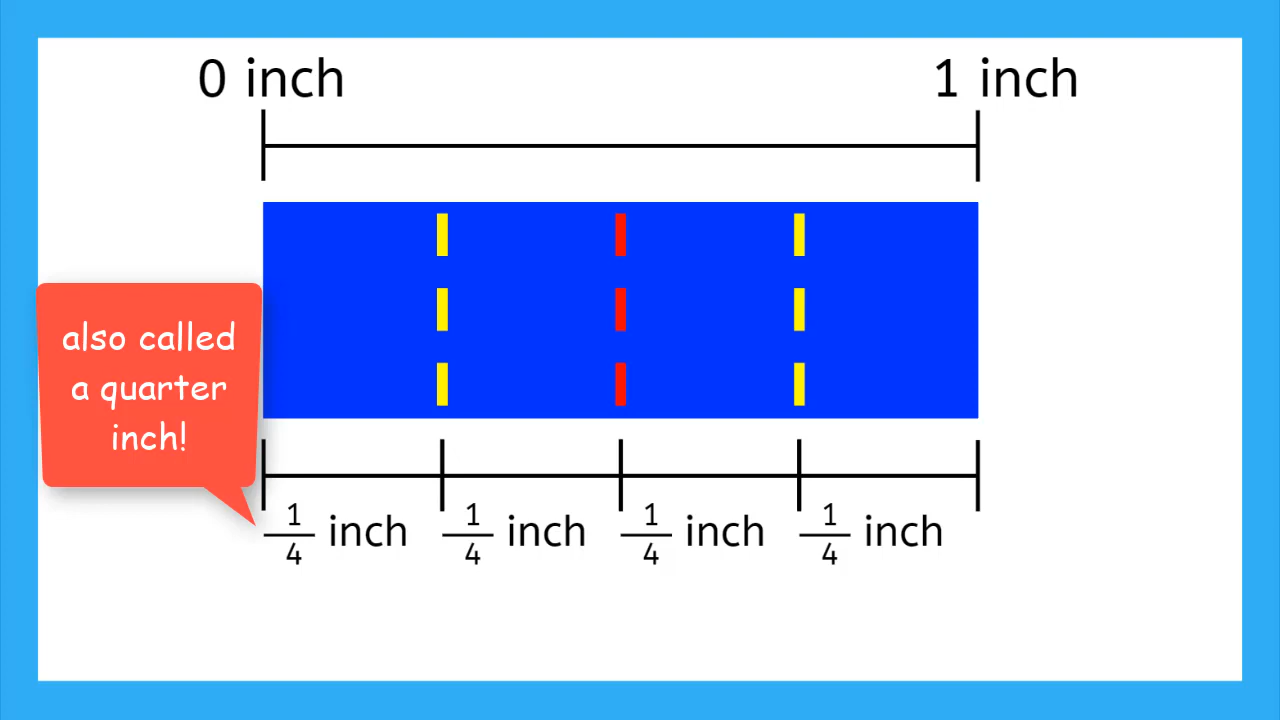 0 inch 1 inch
also called
a quarter
inch!
1/4 inch 1/4 inch 1/4 inch 1/4 inch